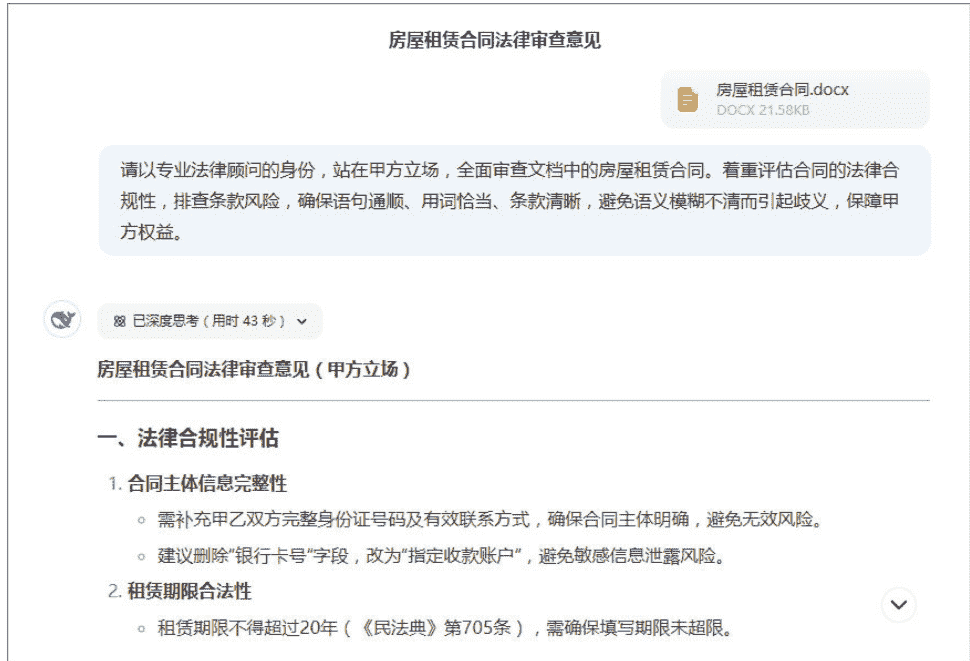 房屋租赁合同法律审查意见
房屋租赁合同.docx
DOCX 21.58KB
请以专业法律顾问的身份，站在甲方立场，全面审查文档中的房屋租赁合同。着重评估合同的法律合
规性，排查条款风险，确保语句通顺、用词恰当、条款清晰，避免语义模糊不清而引起歧义，保障甲
方权益。
已深度思考（用时 43 秒）
房屋租赁合同法律审查意见（甲方立场）
一、法律合规性评估
1. 合同主体信息完整性
○ 需补充甲乙双方完整身份证号码及有效联系方式，确保合同主体明确，避免无效风险。
○ 建议删除“银行卡号”字段，改为“指定收款账户”，避免敏感信息泄露风险。
2. 租赁期限合法性
○ 租赁期限不得超过20年（《民法典》第705条），需确保填写期限未超限。